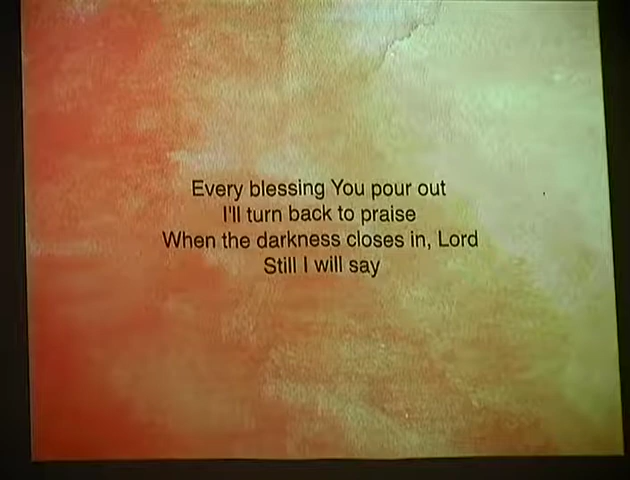 Every blessing You pour out
I'll turn back to praise
When the darkness closes in, Lord
Still I will say